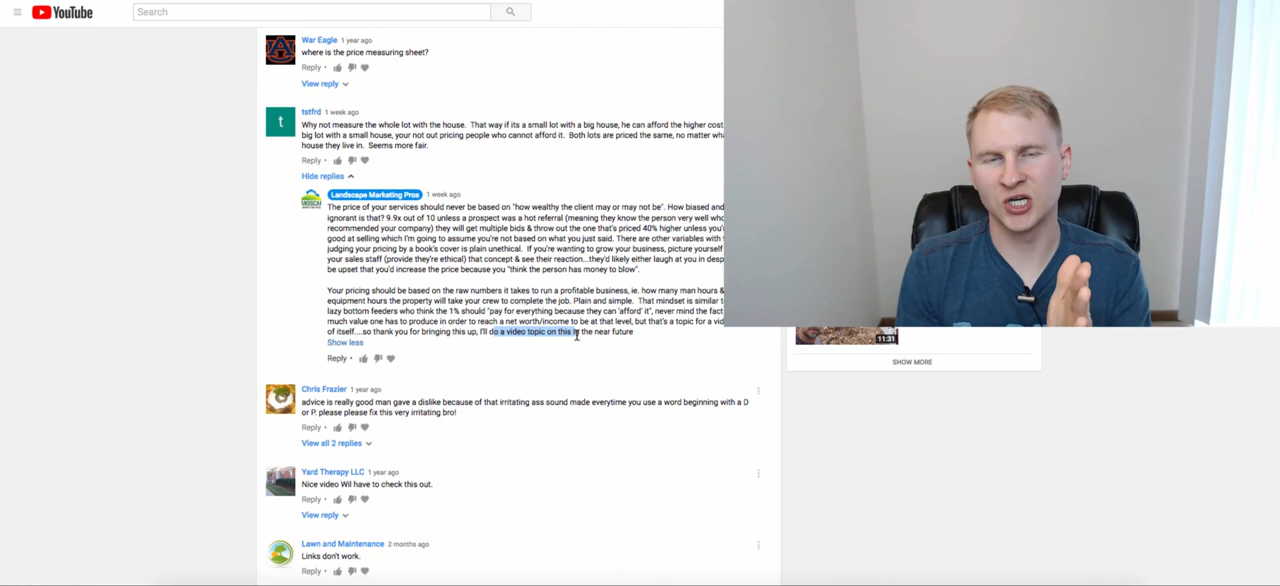 YouTube
Search
War Eagle 1 year ago
where is the price measuring sheet?
Reply •
View reply
t
tstfrd 1 week ago
Why not measure the whole lot with the house. That way if its a small lot with a big house, he can afford the higher cost
big lot with a small house, your not out pricing people who cannot afford it. Both lots are priced the same, no matter wha
house they live in. Seems more fair.
Reply •
Hide replies
Landscape Marketing Pros 1 week ago
The price of your services should never be based on "how wealthy the client may or may not be". How biased and
ignorant is that? 9.9x out of 10 unless a prospect was a hot referral (meaning they know the person very well who
recommended your company) they will get multiple bids & throw out the one that's priced 40% higher unless you'
good at selling which I'm going to assume you're not based on what you just said. There are other variables with
judging your pricing by a book's cover is plain unethical. If you're wanting to grow your business, picture yourself
your sales staff (provide they're ethical) that concept & see their reaction...they'd likely either laugh at you in desp
be upset that you'd increase the price because you "think the person has money to blow".
Your pricing should be based on the raw numbers it takes to run a profitable business, ie. how many man hours &
equipment hours the property will take your crew to complete the job. Plain and simple. That mindset is similar t
lazy bottom feeders who think the 1% should "pay for everything because they can 'afford' it", never mind the fact
much value one has to produce in order to reach a net worth/income to be at that level, but that's a topic for a vid
of itself....so thank you for bringing this up, I'll do a video topic on this in the near future
Show less
Reply •
Chris Frazier 1 year ago
advice is really good man gave a dislike because of that irritating ass sound made everytime you use a word beginning with a D
or P. please please fix this very irritating bro!
Reply •
View all 2 replies
Yard Therapy LLC 1 year ago
Nice video Wil have to check this out.
Reply •
View reply
Lawn and Maintenance 2 months ago
Links don't work.
Reply •
11:31
SHOW MORE